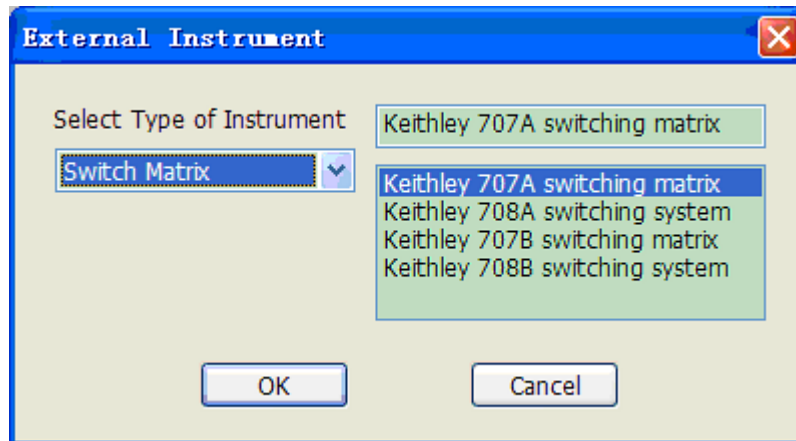 External Instrument
Select Type of Instrument
Switch Matrix
Keithley 707A switching matrix
Keithley 707A switching matrix
Keithley 708A switching system
Keithley 707B switching matrix
Keithley 708B switching system
OK
Cancel